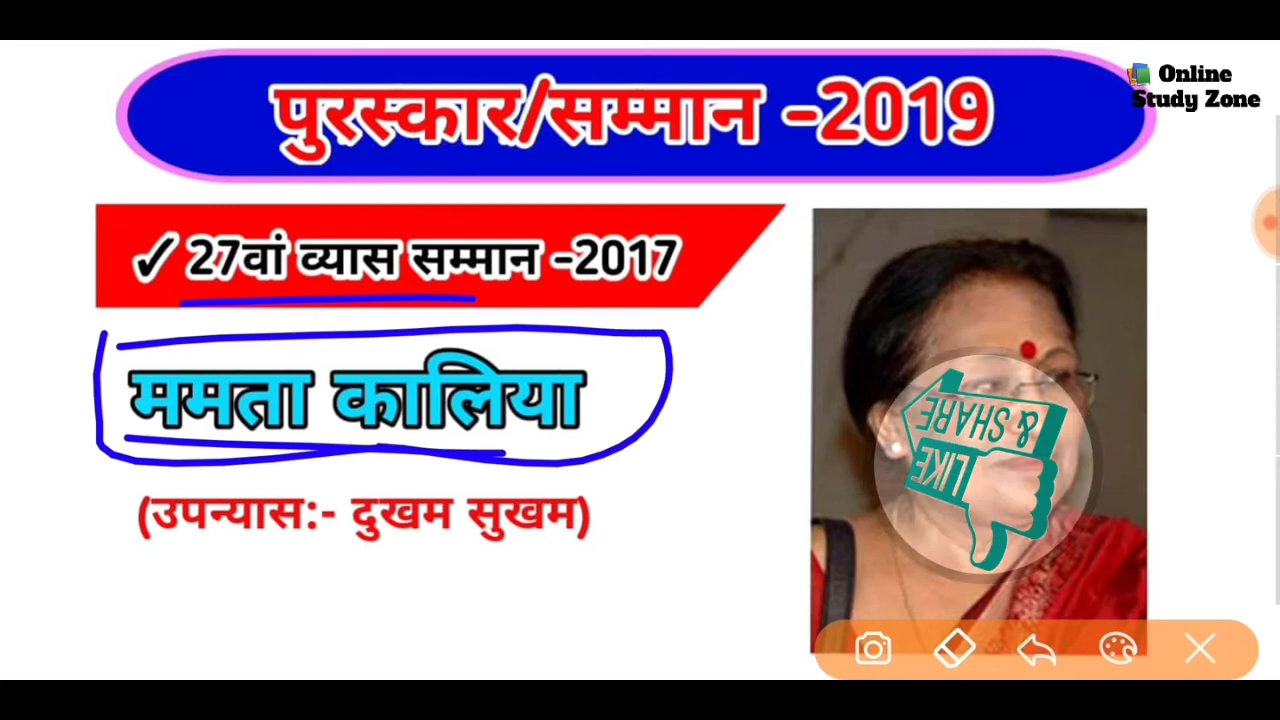 पुरस्कार/सम्मान -2019
Online
Study Zone
✓ 27वां व्यास सम्मान -2017
ममता कालिया
(उपन्यास:- दुखम सुखम)
LIKE
& SHARE